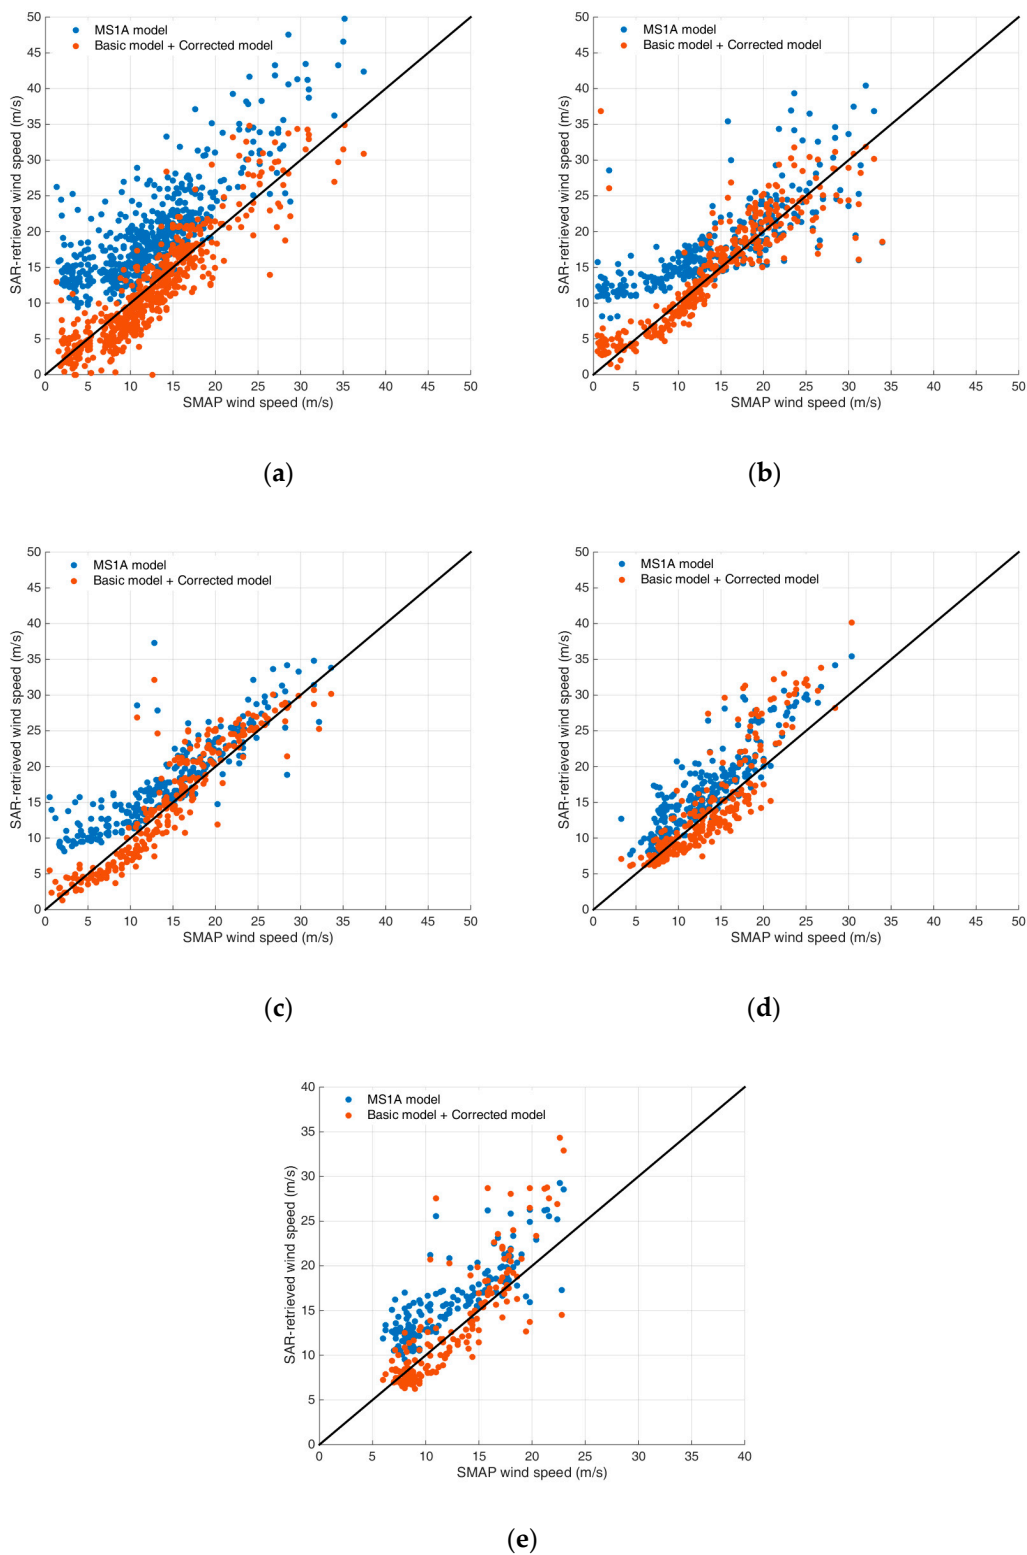 MS1A model
Basic model + Corrected model
SAR-retrieved wind speed (m/s)
50
45
40
35
30
25
20
15
10
5
0
0 5 10 15 20 25 30 35 40 45 50
SMAP wind speed (m/s)
(a)
MS1A model
Basic model + Corrected model
SAR-retrieved wind speed (m/s)
50
45
40
35
30
25
20
15
10
5
0
0 5 10 15 20 25 30 35 40 45 50
SMAP wind speed (m/s)
(b)
MS1A model
Basic model + Corrected model
SAR-retrieved wind speed (m/s)
50
45
40
35
30
25
20
15
10
5
0
0 5 10 15 20 25 30 35 40 45 50
SMAP wind speed (m/s)
(c)
MS1A model
Basic model + Corrected model
SAR-retrieved wind speed (m/s)
50
45
40
35
30
25
20
15
10
5
0
0 5 10 15 20 25 30 35 40 45 50
SMAP wind speed (m/s)
(d)
MS1A model
Basic model + Corrected model
SAR-retrieved wind speed (m/s)
40
35
30
25
20
15
10
5
0
0 5 10 15 20 25 30 35 40
SMAP wind speed (m/s)
(e)